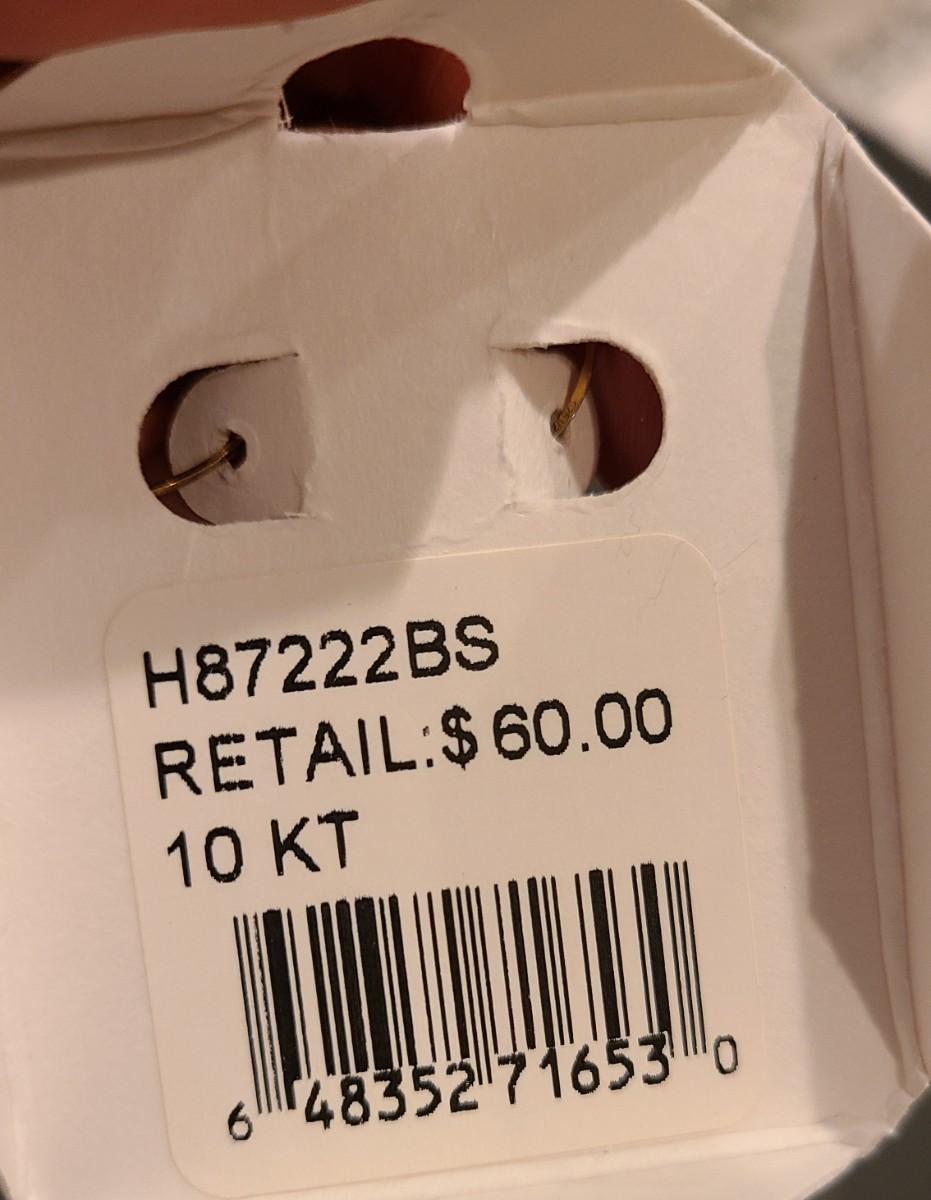 H87222BS
RETAIL:$60.00
10 KT
6 48352 71653 0